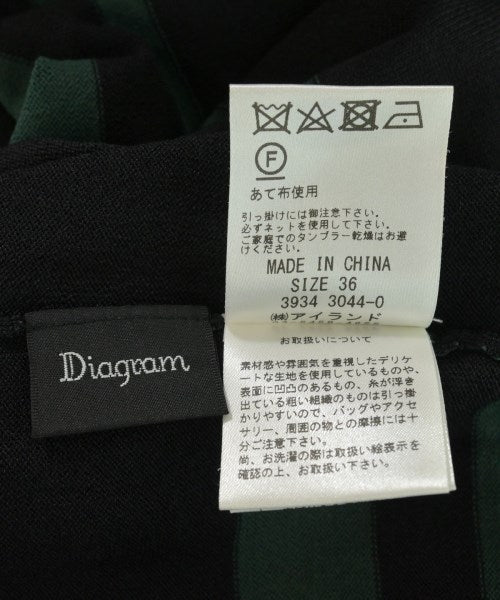 F
あて布使用
引っ掛けには御注意下さい。
必ずネットを使用して下さい。
ご家庭でのタンブラー乾燥はお避
けください。
MADE IN CHINA
SIZE 36
3934 3044-0
(株)アイランド
お取扱いについて
素材感や雰囲気を重視したデリケ
ートな生地を使用しているものや、
表面に凹凸のあるもの、糸が浮き
出ている粗い組織のものは引っ掛
かりやすいので、バッグやアクセ
サリー、周囲の物との摩擦には十
分ご注意下さい。
尚、お洗濯の際は取扱い絵表示を
確認の上、お取扱い下さい。
Diagram